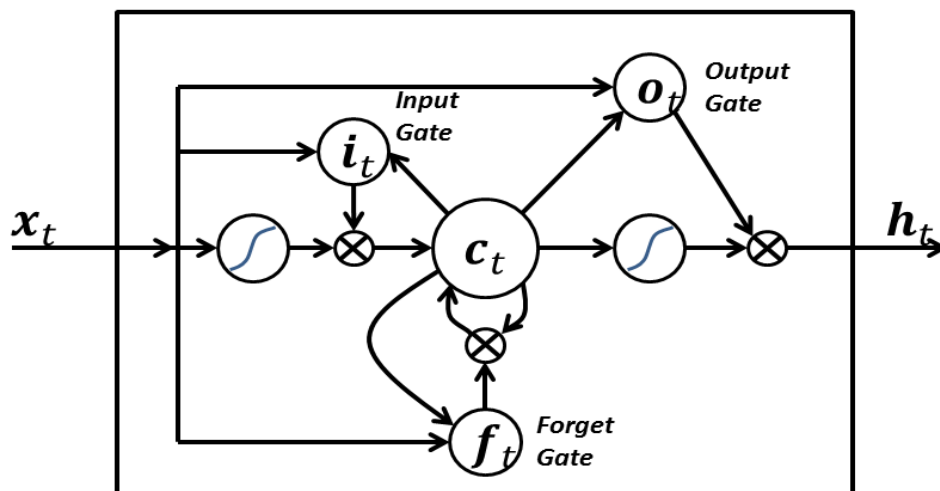 Output
Gate
o_t
Input
Gate
i_t
x_t
c_t
h_t
Forget
Gate
f_t